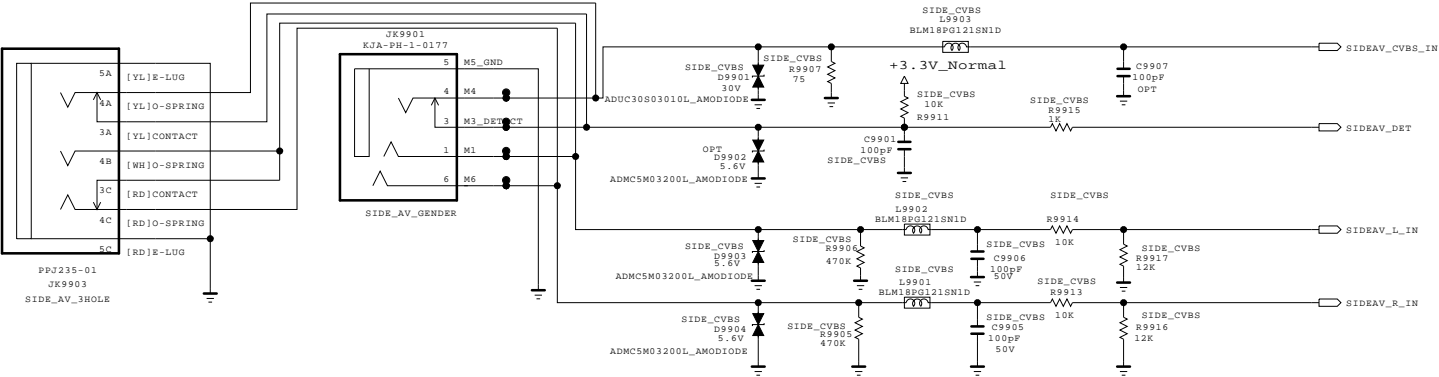 5A [YL]E-LUG
4A [YL]O-SPRING
3A [YL]CONTACT
4B [WH]O-SPRING
3C [RD]CONTACT
4C [RD]O-SPRING
5C [RD]E-LUG
PPJ235-01
JK9903
SIDE_AV_3HOLE
JK9901
KJA-PH-1-0177
5 M5_GND
4 M4
3 M3_DETECT
1 M1
6 M6
SIDE_AV_GENDER
SIDE_CVBS
D9901
30V
ADUC30S03010L_AMODIODE
SIDE_CVBS
R9907
75
SIDE_CVBS
L9903
BLM18PG121SN1D
C9907
100pF
OPT
SIDEAV_CVBS_IN
+3.3V_Normal
SIDE_CVBS
10K
R9911
SIDE_CVBS
R9915
1K
SIDEAV_DET
OPT
D9902
5.6V
ADMC5M03200L_AMODIODE
C9901
100pF
SIDE_CVBS
SIDE_CVBS
L9902
BLM18PG121SN1D
SIDE_CVBS
R9914
10K
SIDEAV_L_IN
SIDE_CVBS
D9903
5.6V
ADMC5M03200L_AMODIODE
SIDE_CVBS
R9906
470K
SIDE_CVBS
C9906
100pF
50V
SIDE_CVBS
R9917
12K
SIDE_CVBS
L9901
BLM18PG121SN1D
SIDE_CVBS
R9913
10K
SIDEAV_R_IN
SIDE_CVBS
D9904
5.6V
ADMC5M03200L_AMODIODE
SIDE_CVBS
R9905
470K
SIDE_CVBS
C9905
100pF
50V
SIDE_CVBS
R9916
12K